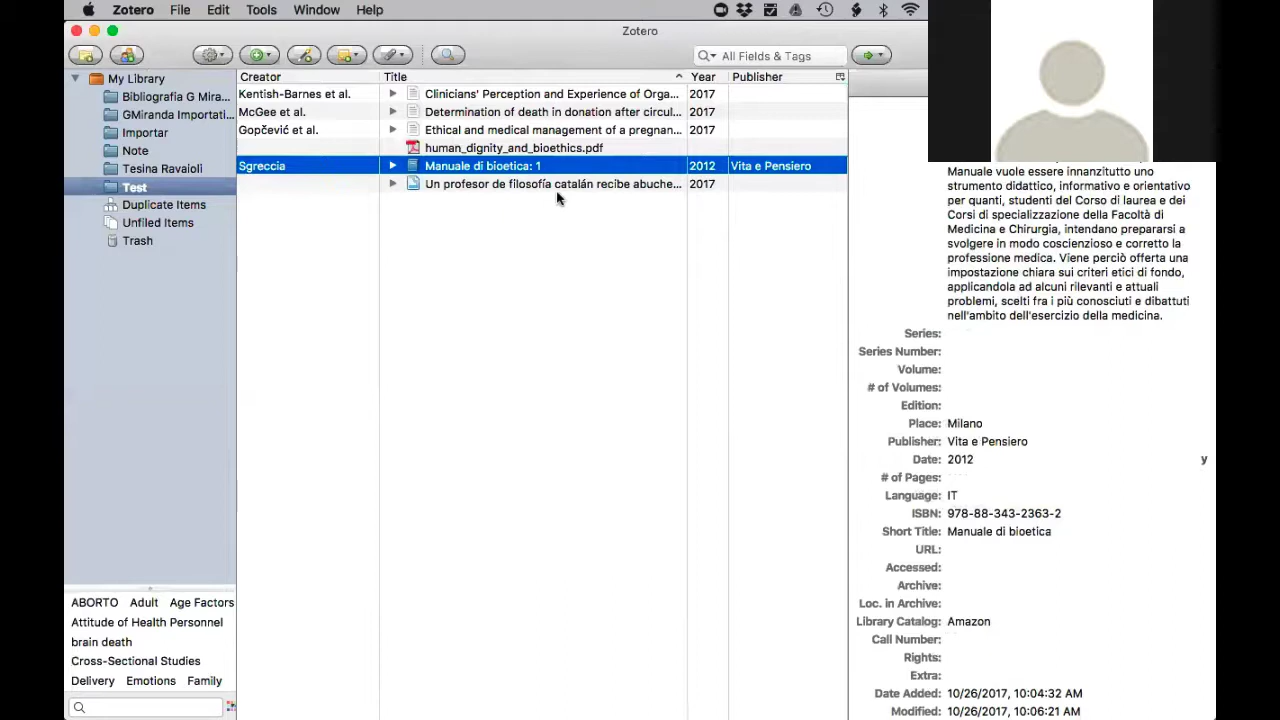 Zotero File Edit Tools Window Help
Zotero
All Fields & Tags
Creator Title Year Publisher
My Library
Bibliografia G Mira...
GMiranda Importati...
Importar
Note
Tesina Ravaioli
Test
Duplicate Items
Unfiled Items
Trash
Kentish-Barnes et al. Clinicians' Perception and Experience of Orga... 2017
McGee et al. Determination of death in donation after circul... 2017
Gopčević et al. Ethical and medical management of a pregnan... 2017
human_dignity_and_bioethics.pdf
Sgreccia Manuale di bioetica: 1 2012 Vita e Pensiero
Un profesor de filosofía catalán recibe abuche... 2017
Manuale vuole essere innanzitutto uno
strumento didattico, informativo e orientativo
per quanti, studenti del Corso di laurea e dei
Corsi di specializzazione della Facoltà di
Medicina e Chirurgia, intendano prepararsi a
svolgere in modo coscienzioso e corretto la
professione medica. Viene perciò offerta una
impostazione chiara sui criteri etici di fondo,
applicandola ad alcuni rilevanti e attuali
problemi, scelti fra i più conosciuti e dibattuti
nell'ambito dell'esercizio della medicina.
Series:
Series Number:
Volume:
# of Volumes:
Edition:
Place: Milano
Publisher: Vita e Pensiero
Date: 2012 y
# of Pages:
Language: IT
ISBN: 978-88-343-2363-2
Short Title: Manuale di bioetica
URL:
Accessed:
Archive:
Loc. in Archive:
Library Catalog: Amazon
Call Number:
Rights:
Extra:
Date Added: 10/26/2017, 10:04:32 AM
Modified: 10/26/2017, 10:06:21 AM
ABORTO Adult Age Factors
Attitude of Health Personnel
brain death
Cross-Sectional Studies
Delivery Emotions Family